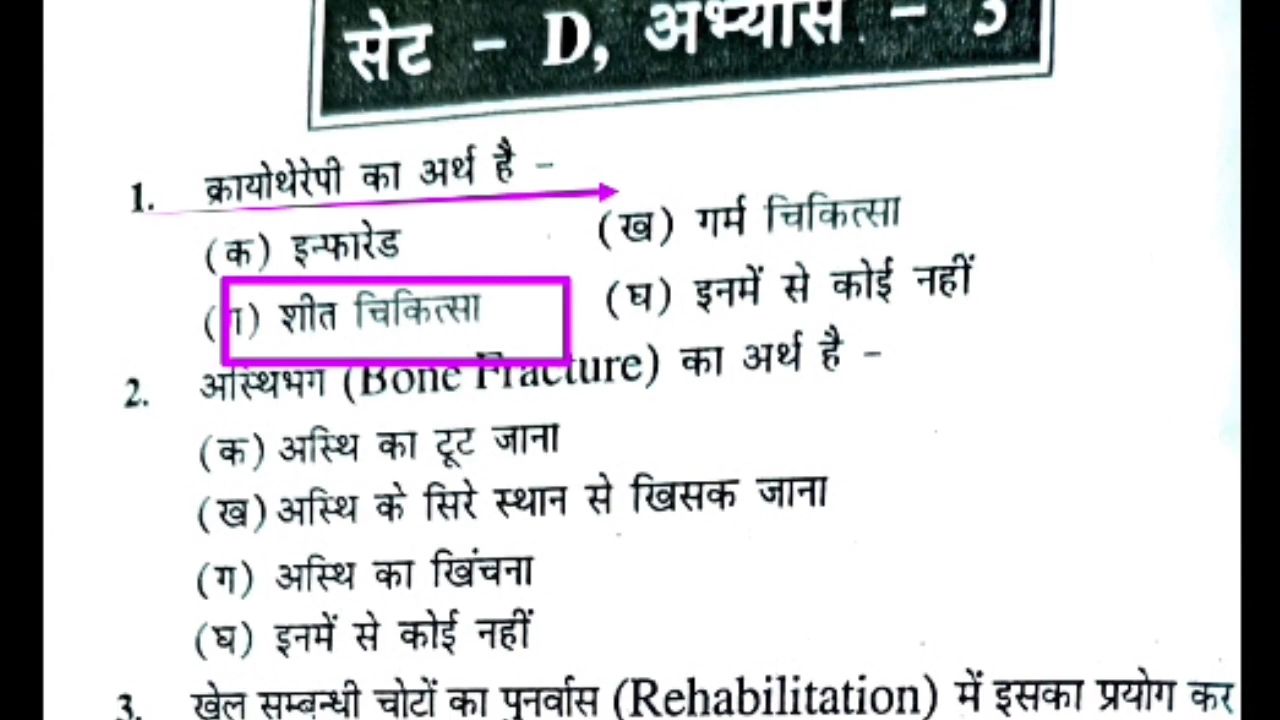 सेट - D, अभ्यास - 3
1. क्रायोथेरेपी का अर्थ है -
(क) इन्फारेड (ख) गर्म चिकित्सा
(ग) शीत चिकित्सा (घ) इनमें से कोई नहीं
2. अस्थिभंग (Bone Fracture) का अर्थ है -
(क) अस्थि का टूट जाना
(ख) अस्थि के सिरे स्थान से खिसक जाना
(ग) अस्थि का खिंचना
(घ) इनमें से कोई नहीं
3. खेल सम्बन्धी चोटों का पुनर्वास (Rehabilitation) में इसका प्रयोग कर